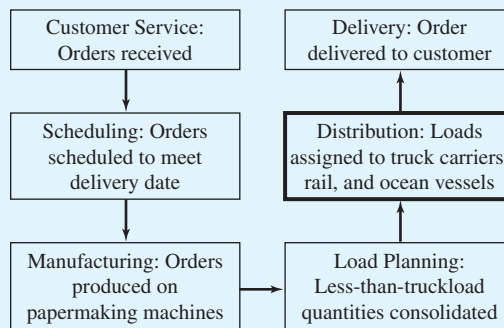 Customer Service:
Orders received
Scheduling: Orders
scheduled to meet
delivery date
Manufacturing: Orders
produced on
papermaking machines
Load Planning:
Less-than-truckload
quantities consolidated
Distribution: Loads
assigned to truck carriers,
rail, and ocean vessels
Delivery: Order
delivered to customer